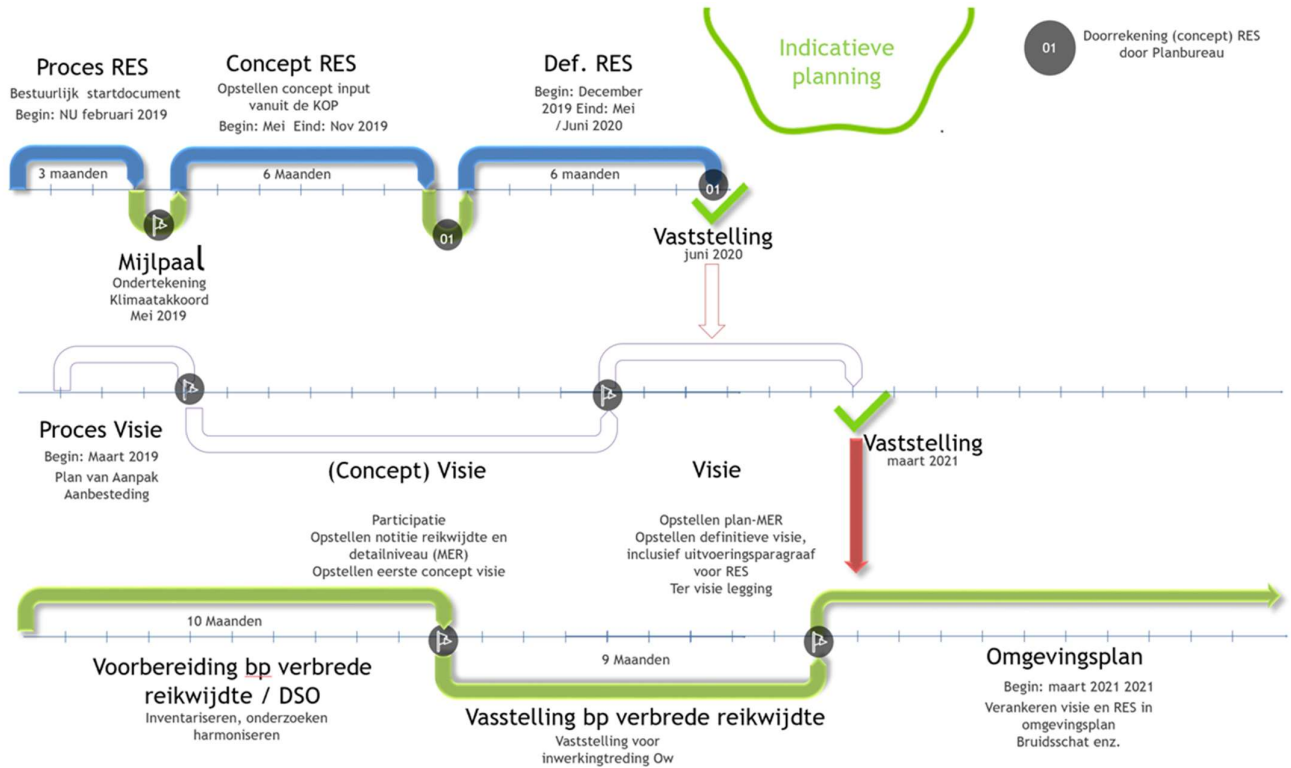 Proces RES
Bestuurlijk startdocument
Begin: NU februari 2019
Concept RES
Opstellen concept input
vanuit de KOP
Begin: Mei Eind: Nov 2019
Def. RES
Begin: December
2019 Eind: Mei
/Juni 2020
Indicatieve
planning
01
Doorrekening (concept) RES
door Planbureau
3 maanden
6 Maanden
6 maanden
01
01
Mijlpaal
Ondertekening
Klimaatakkoord
Mei 2019
Vaststelling
juni 2020
Proces Visie
Begin: Maart 2019
Plan van Aanpak
Aanbesteding
(Concept) Visie
Participatie
Opstellen notitie reikwijdte en
detailniveau (MER)
Opstellen eerste concept visie
Visie
Opstellen plan-MER
Opstellen definitieve visie,
inclusief uitvoeringsparagraaf
voor RES
Ter visie legging
Vaststelling
maart 2021
10 Maanden
Voorbereiding bp verbrede
reikwijdte / DSO
Inventariseren, onderzoeken
harmoniseren
9 Maanden
Vasstelling bp verbrede reikwijdte
Vaststelling voor
inwerkingtreding Ow
Omgevingsplan
Begin: maart 2021 2021
Verankeren visie en RES in
omgevingsplan
Bruidsschat enz.